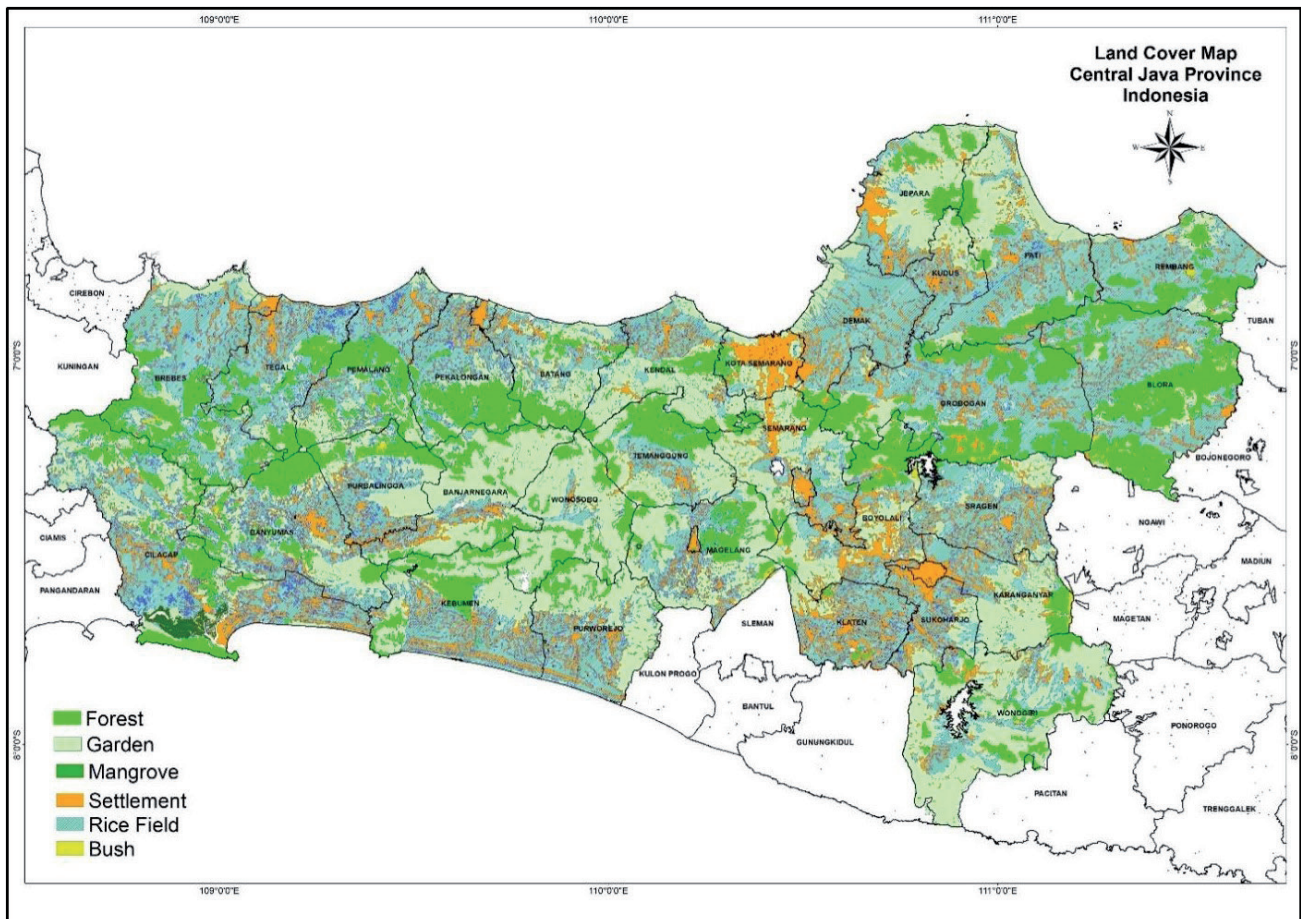 109°0'0"E
110°0'0"E
111°0'0"E
Land Cover Map
Central Java Province
Indonesia
N
W
E
S
JEPARA
CIREBON
KUDUS
PATI
REMBANG
DEMAK
TUBAN
7°0'0"S
KUNINGAN
BREBES
TEGAL
PEMALANG
PEKALONGAN
BATANG
KENDAL
KOTA SEMARANG
7°0'0"S
BLORA
GROBOGAN
SEMARANG
TEMANGGUNG
BOJONEGORO
PURBALINGGA
BANJARNEGARA
WONOSOBO
CIAMIS
CILACAP
BANYUMAS
BOYOLALI
SRAGEN
NGAWI
MAGELANG
MADIUN
PANGANDARAN
KEBUMEN
KARANGANYAR
PURWOREJO
SLEMAN
KLATEN
SUKOHARJO
MAGETAN
KULON PROGO
BANTUL
WONOGIRI
GUNUNGKIDUL
PONOROGO
8°0'0"S
8°0'0"S
PACITAN
TRENGGALEK
Forest
Garden
Mangrove
Settlement
Rice Field
Bush
109°0'0"E
110°0'0"E
111°0'0"E